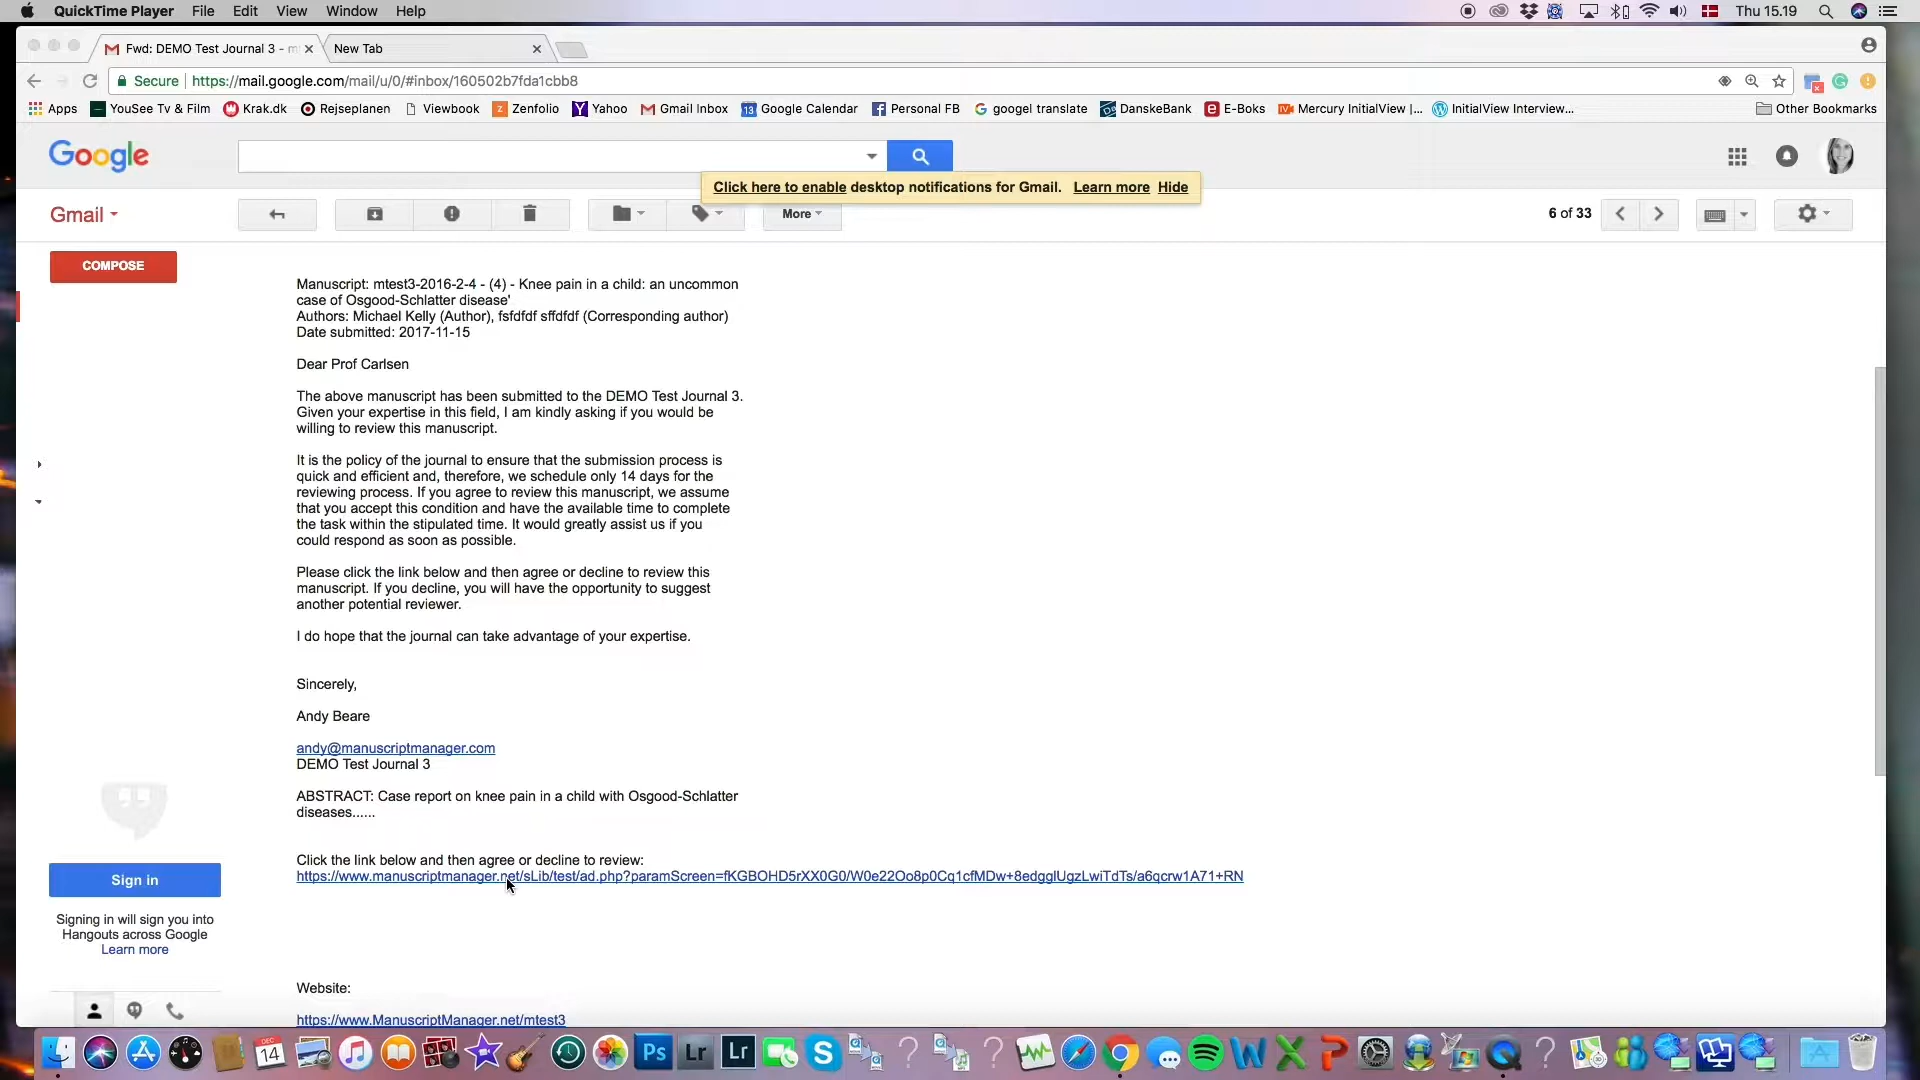 QuickTime Player File Edit View Window Help Thu 15.19
Fwd: DEMO Test Journal 3 - m New Tab
Secure https://mail.google.com/mail/u/0/#inbox/160502b7fda1cbb8
Apps YouSee Tv & Film Krak.dk Rejseplanen Viewbook Zenfolio Yahoo Gmail Inbox 13 Google Calendar Personal FB googel translate DanskeBank E-Boks Mercury InitialView |... InitialView Interview... Other Bookmarks
Google
Click here to enable desktop notifications for Gmail. Learn more Hide
Gmail More 6 of 33
COMPOSE
Manuscript: mtest3-2016-2-4 - (4) - Knee pain in a child: an uncommon
case of Osgood-Schlatter disease'
Authors: Michael Kelly (Author), fsfdfdf sffdfdf (Corresponding author)
Date submitted: 2017-11-15
Dear Prof Carlsen
The above manuscript has been submitted to the DEMO Test Journal 3.
Given your expertise in this field, I am kindly asking if you would be
willing to review this manuscript.
It is the policy of the journal to ensure that the submission process is
quick and efficient and, therefore, we schedule only 14 days for the
reviewing process. If you agree to review this manuscript, we assume
that you accept this condition and have the available time to complete
the task within the stipulated time. It would greatly assist us if you
could respond as soon as possible.
Please click the link below and then agree or decline to review this
manuscript. If you decline, you will have the opportunity to suggest
another potential reviewer.
I do hope that the journal can take advantage of your expertise.
Sincerely,
Andy Beare
andy@manuscriptmanager.com
DEMO Test Journal 3
ABSTRACT: Case report on knee pain in a child with Osgood-Schlatter
diseases......
Click the link below and then agree or decline to review:
https://www.manuscriptmanager.net/sLib/test/ad.php?paramScreen=fKGBOHD5rXX0G0/W0e22Oo8p0Cq1cfMDw+8edgglUgzLwiTdTs/a6qcrw1A71+RN
Sign in
Signing in will sign you into
Hangouts across Google
Learn more
Website:
https://www.ManuscriptManager.net/mtest3
DEC 14 Ps Lr Lr